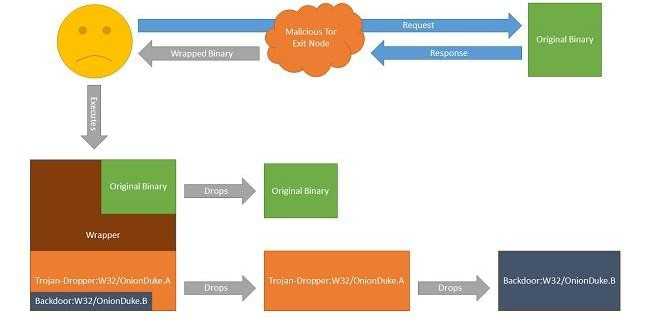 Malicious Tor
Exit Node
Request
Original Binary
Wrapped Binary
Response
Executes
Original Binary
Drops
Original Binary
Wrapper
Trojan-Dropper:W32/OnionDuke.A
Drops
Trojan-Dropper:W32/OnionDuke.A
Drops
Backdoor:W32/OnionDuke.B
Backdoor:W32/OnionDuke.B